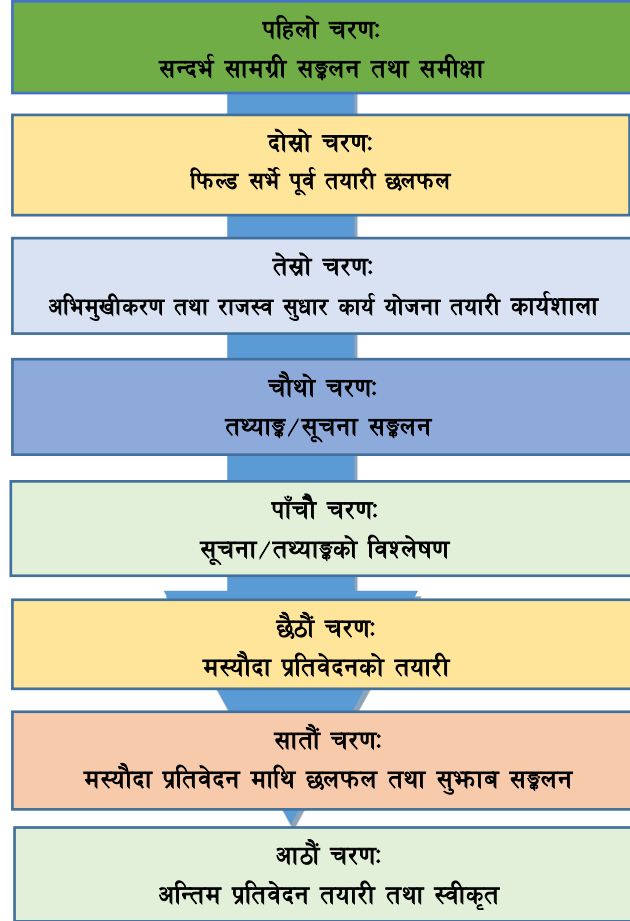 पहिलो चरणः
सन्दर्भ सामग्री सङ्कलन तथा समीक्षा
दोस्रो चरणः
फिल्ड सर्भे पूर्व तयारी छलफल
तेस्रो चरणः
अभिमुखीकरण तथा राजस्व सुधार कार्य योजना तयारी कार्यशाला
चौथो चरणः
तथ्याङ्क/सूचना सङ्कलन
पाँचौ चरणः
सूचना/तथ्याङ्कको विश्लेषण
छैठौं चरणः
मस्यौदा प्रतिवेदनको तयारी
सातौं चरणः
मस्यौदा प्रतिवेदन माथि छलफल तथा सुझाब सङ्कलन
आठौं चरणः
अन्तिम प्रतिवेदन तयारी तथा स्वीकृत